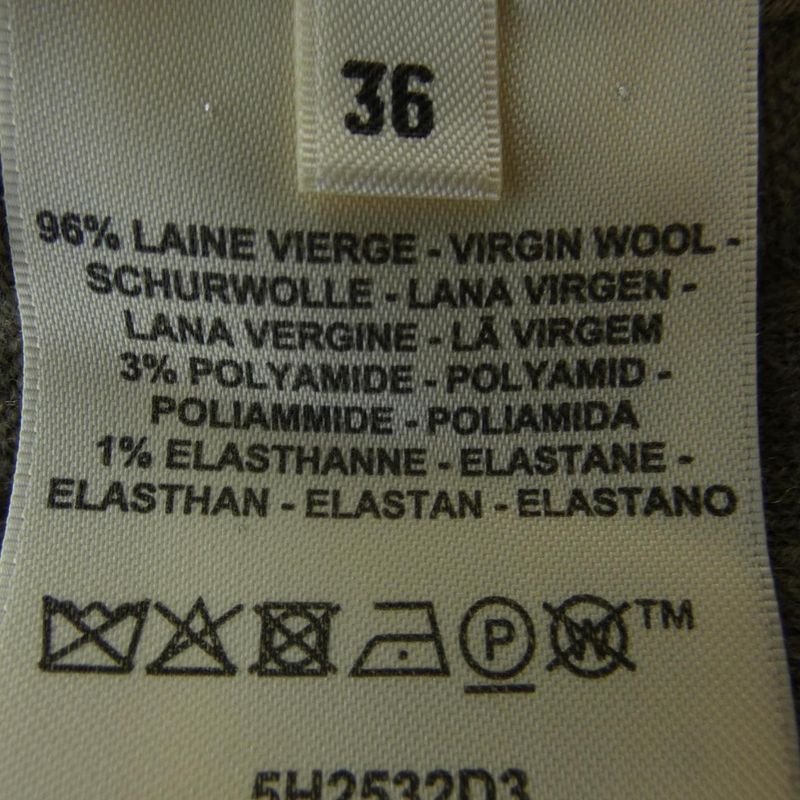 36
96% LAINE VIERGE - VIRGIN WOOL -
SCHURWOLLE - LANA VIRGEN -
LANA VERGINE - LÃ VIRGEM
3% POLYAMIDE - POLYAMID -
POLIAMMIDE - POLIAMIDA
1% ELASTHANNE - ELASTANE -
ELASTHAN - ELASTAN - ELASTANO
P W TM
5H2532D3